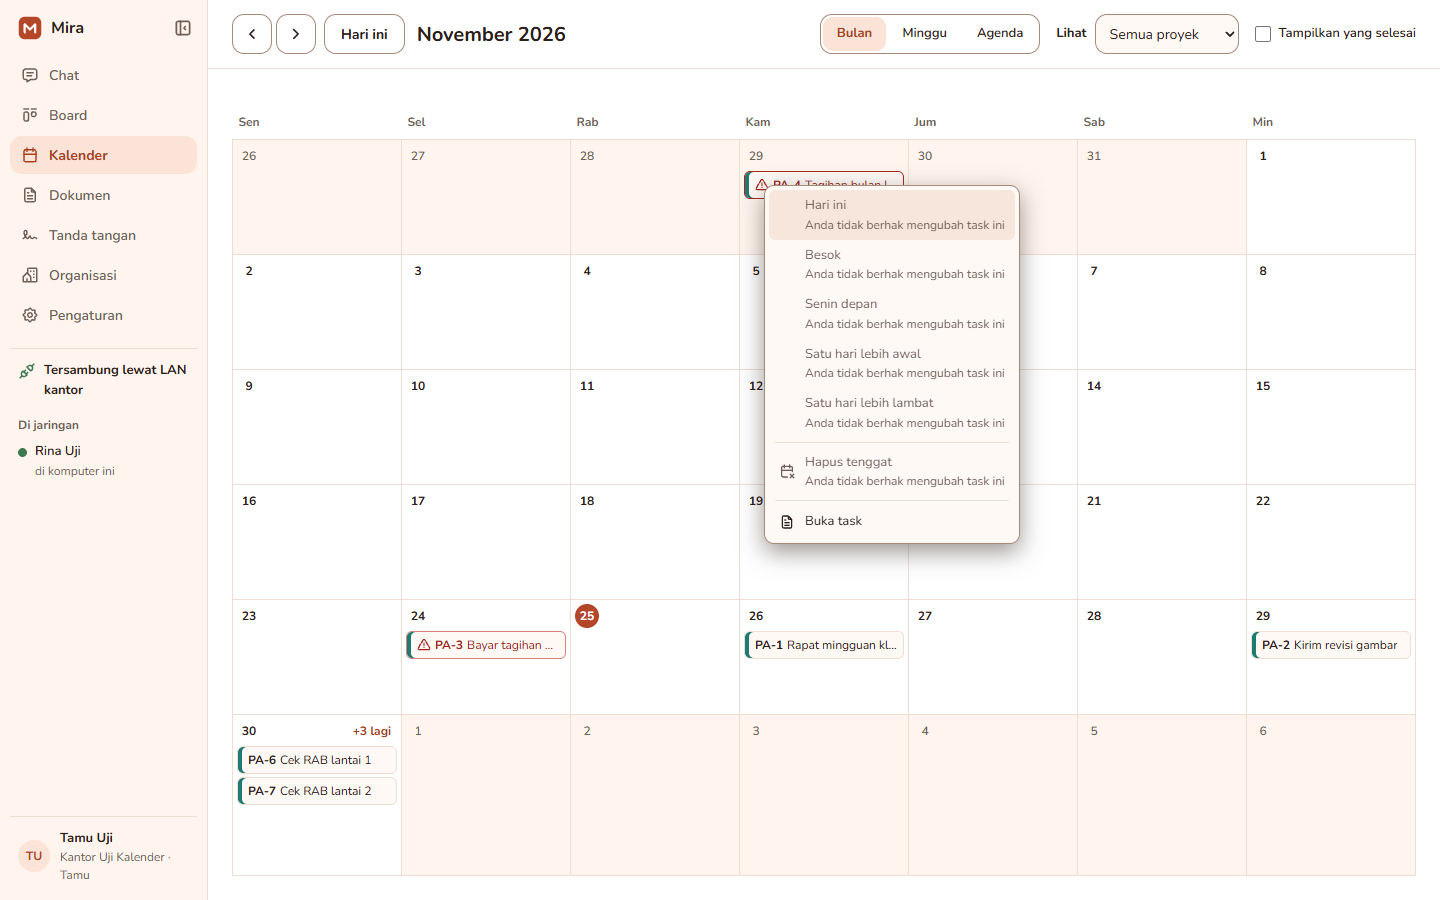 Mira
Chat
Board
Kalender
Dokumen
Tanda tangan
Organisasi
Pengaturan
Tersambung lewat LAN
kantor
Di jaringan
Rina Uji
di komputer ini
TU
Tamu Uji
Kantor Uji Kalender ·
Tamu
Hari ini
November 2026
Bulan
Minggu
Agenda
Lihat
Semua proyek
Tampilkan yang selesai
Sen Sel Rab Kam Jum Sab Min
26 27 28 29 30 31 1
PA-4 Tagihan bulan
Hari ini
Anda tidak berhak mengubah task ini
Besok
Anda tidak berhak mengubah task ini
Senin depan
Anda tidak berhak mengubah task ini
Satu hari lebih awal
Anda tidak berhak mengubah task ini
Satu hari lebih lambat
Anda tidak berhak mengubah task ini
Hapus tenggat
Anda tidak berhak mengubah task ini
Buka task
2 3 4 5 7 8
9 10 11 12 14 15
16 17 18 19 21 22
23 24 25 26 27 28 29
PA-3 Bayar tagihan ...
PA-1 Rapat mingguan kl...
PA-2 Kirim revisi gambar
30 +3 lagi 1 2 3 4 5 6
PA-6 Cek RAB lantai 1
PA-7 Cek RAB lantai 2